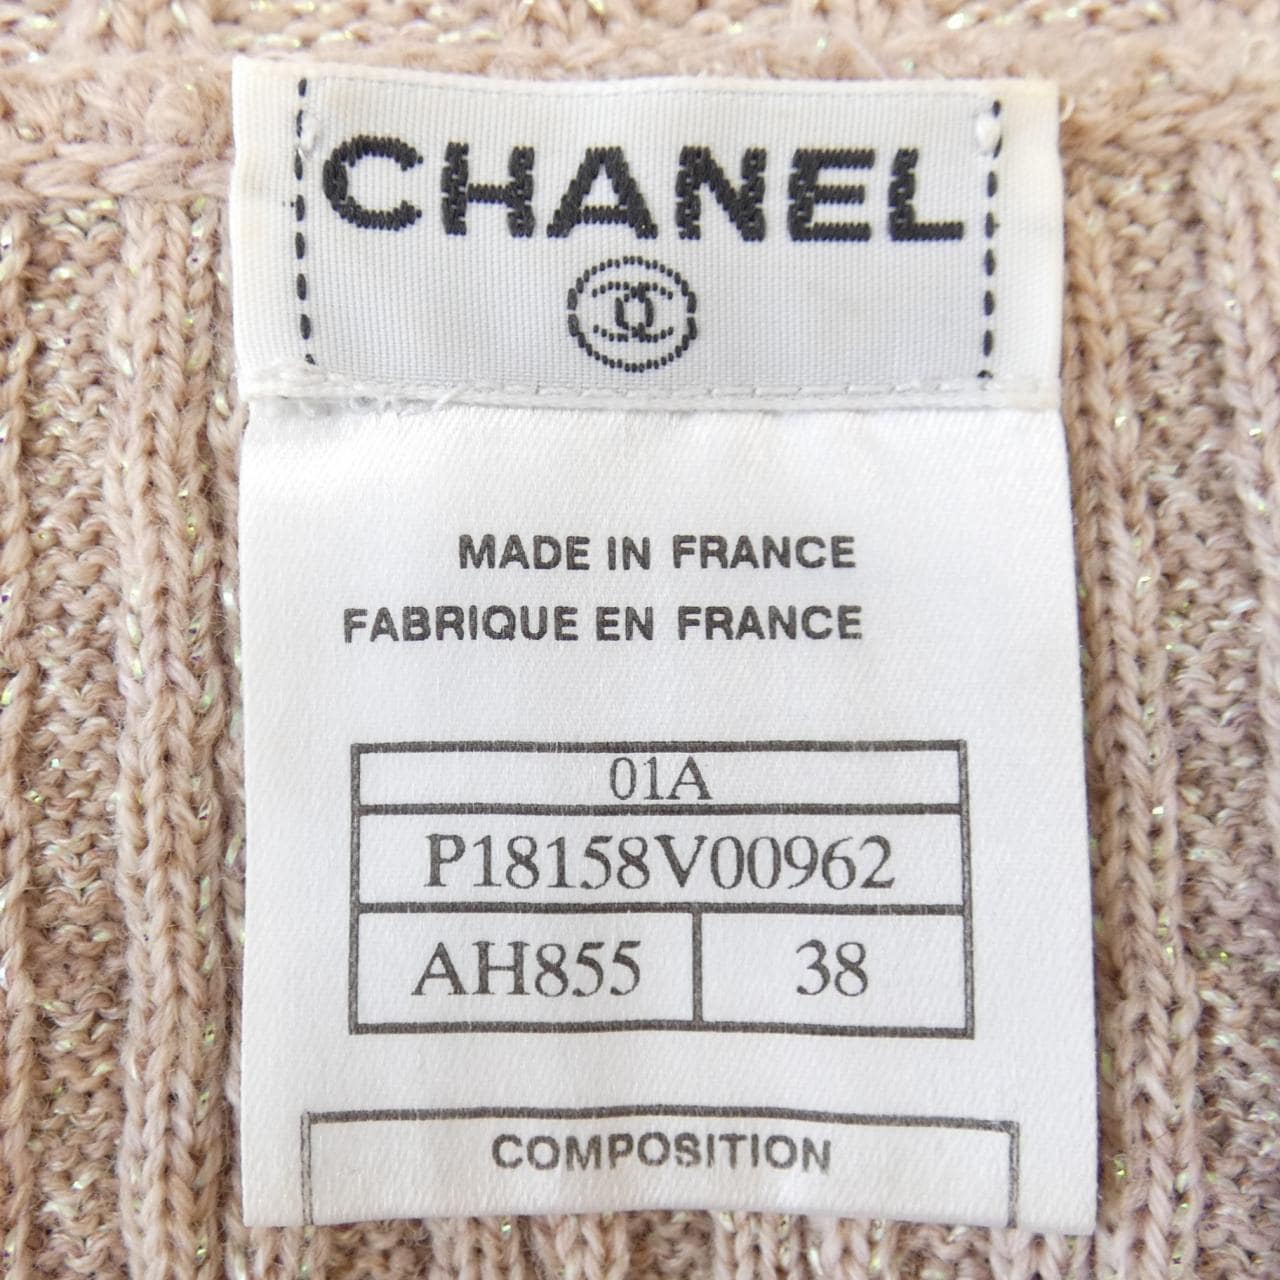 CHANEL
MADE IN FRANCE
FABRIQUE EN FRANCE
01A
P18158V00962
AH855 38
COMPOSITION